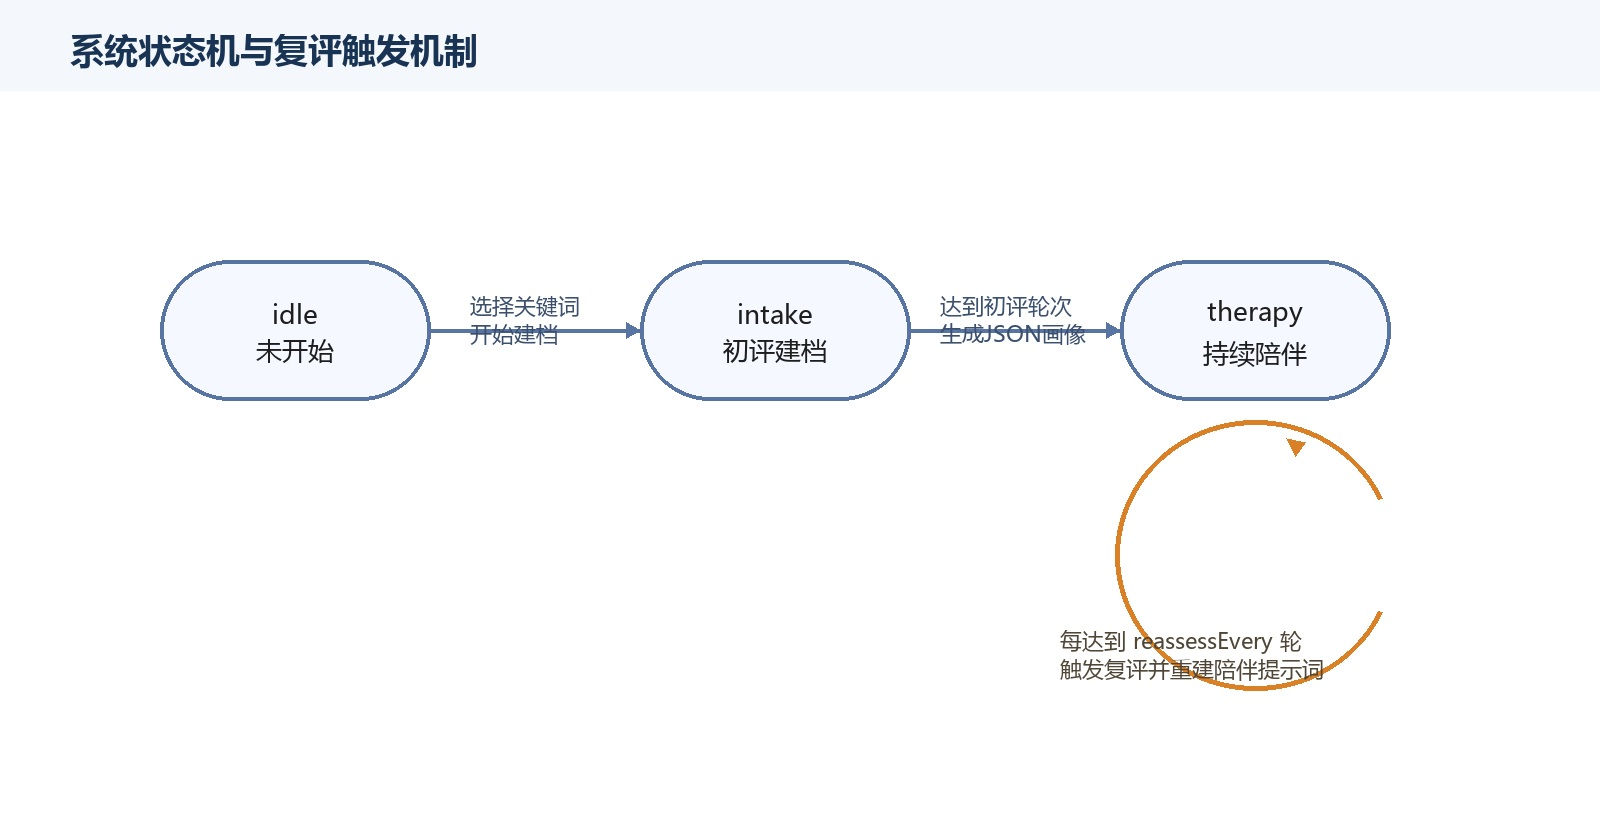 系统状态机与复评触发机制
idle
未开始
选择关键词
开始建档
intake
初评建档
达到初评轮次
生成JSON画像
therapy
持续陪伴
每达到 reassessEvery 轮
触发复评并重建陪伴提示词